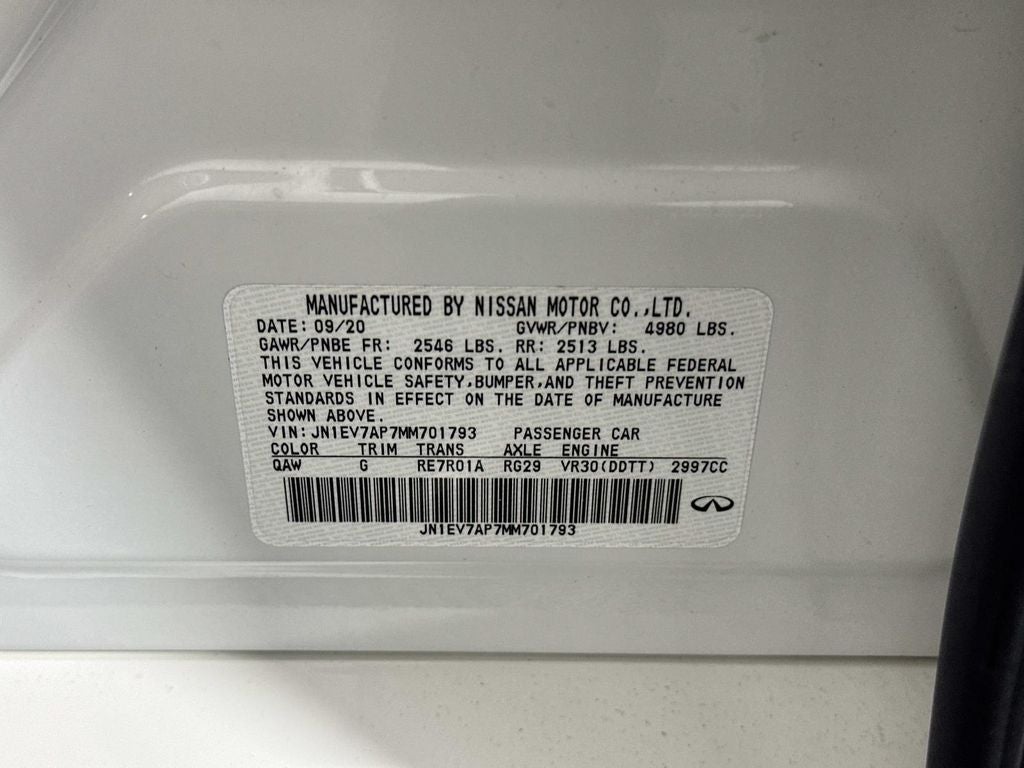 MANUFACTURED BY NISSAN MOTOR CO.,LTD.
DATE: 09/20 GVWR/PNBV: 4980 LBS.
GAWR/PNBE FR: 2546 LBS. RR: 2513 LBS.
THIS VEHICLE CONFORMS TO ALL APPLICABLE FEDERAL
MOTOR VEHICLE SAFETY,BUMPER,AND THEFT PREVENTION
STANDARDS IN EFFECT ON THE DATE OF MANUFACTURE
SHOWN ABOVE.
VIN: JN1EV7AP7MM701793 PASSENGER CAR
COLOR TRIM TRANS AXLE ENGINE
QAW G RE7R01A RG29 VR30(DDTT) 2997CC
JN1EV7AP7MM701793